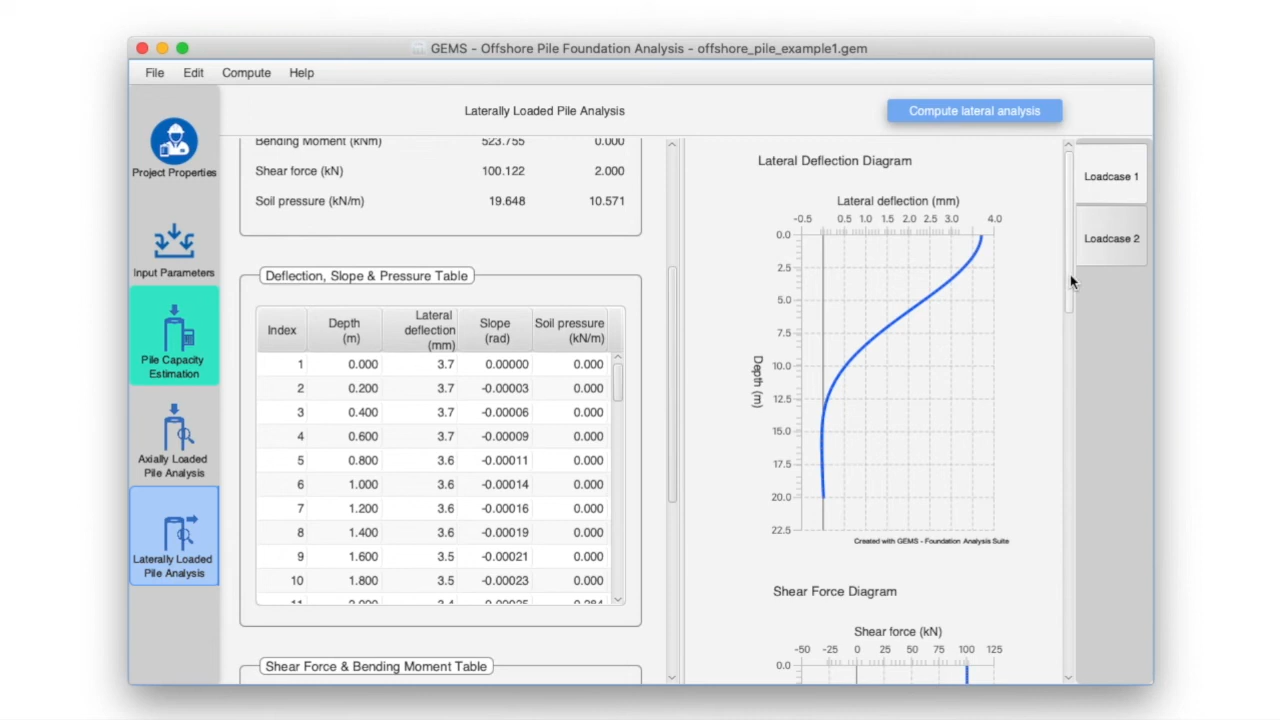 GEMS - Offshore Pile Foundation Analysis - offshore_pile_example1.gem
File Edit Compute Help
Laterally Loaded Pile Analysis
Compute lateral analysis
Project Properties
Input Parameters
Pile Capacity
Estimation
Axially Loaded
Pile Analysis
Laterally Loaded
Pile Analysis
Bending Moment (kNm) 523.755 0.000
Shear force (kN) 100.122 2.000
Soil pressure (kN/m) 19.648 10.571
Deflection, Slope & Pressure Table
Index Depth (m) Lateral deflection (mm) Slope (rad) Soil pressure (kN/m)
1 0.000 3.7 0.00000 0.000
2 0.200 3.7 -0.00003 0.000
3 0.400 3.7 -0.00006 0.000
4 0.600 3.7 -0.00009 0.000
5 0.800 3.6 -0.00011 0.000
6 1.000 3.6 -0.00014 0.000
7 1.200 3.6 -0.00016 0.000
8 1.400 3.6 -0.00019 0.000
9 1.600 3.5 -0.00021 0.000
10 1.800 3.5 -0.00023 0.000
11 2.000 3.4 -0.00025 0.284
Shear Force & Bending Moment Table
Lateral Deflection Diagram
Lateral deflection (mm)
-0.5 0.5 1.0 1.5 2.0 2.5 3.0 4.0
0.0
2.5
5.0
7.5
10.0
12.5
15.0
17.5
20.0
22.5
Depth (m)
Created with GEMS - Foundation Analysis Suite
Shear Force Diagram
Shear force (kN)
-50 -25 0 25 50 75 100 125
0.0
Loadcase 1
Loadcase 2